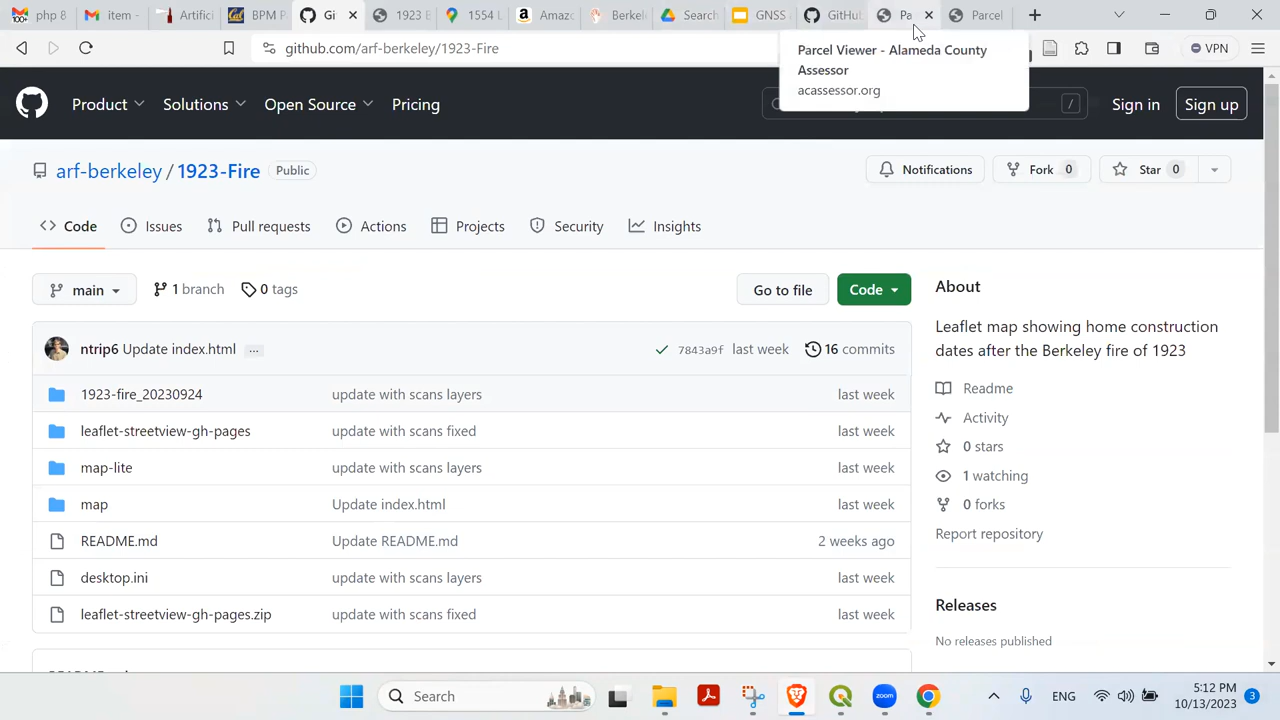 php s
item -
Artific
BPM P
Git
1923 B
1554 D
Amazo
Berkel
Search
GNSS
GitHu
Pa
Parcel
github.com/arf-berkeley/1923-Fire
VPN
Parcel Viewer - Alameda County
Assessor
acassessor.org
Product
Solutions
Open Source
Pricing
/
Sign in
Sign up
arf-berkeley / 1923-Fire
Public
Notifications
Fork 0
Star 0
Code
Issues
Pull requests
Actions
Projects
Security
Insights
main
1 branch
0 tags
Go to file
Code
About
Leaflet map showing home construction
dates after the Berkeley fire of 1923
ntrip6 Update index.html ...
7843a9f last week
16 commits
1923-fire_20230924 update with scans layers last week
leaflet-streetview-gh-pages update with scans fixed last week
map-lite update with scans layers last week
map Update index.html last week
README.md Update README.md 2 weeks ago
desktop.ini update with scans layers last week
leaflet-streetview-gh-pages.zip update with scans fixed last week
Readme
Activity
0 stars
1 watching
0 forks
Report repository
Releases
No releases published
Search
zoom
ENG
5:12 PM
10/13/2023
3